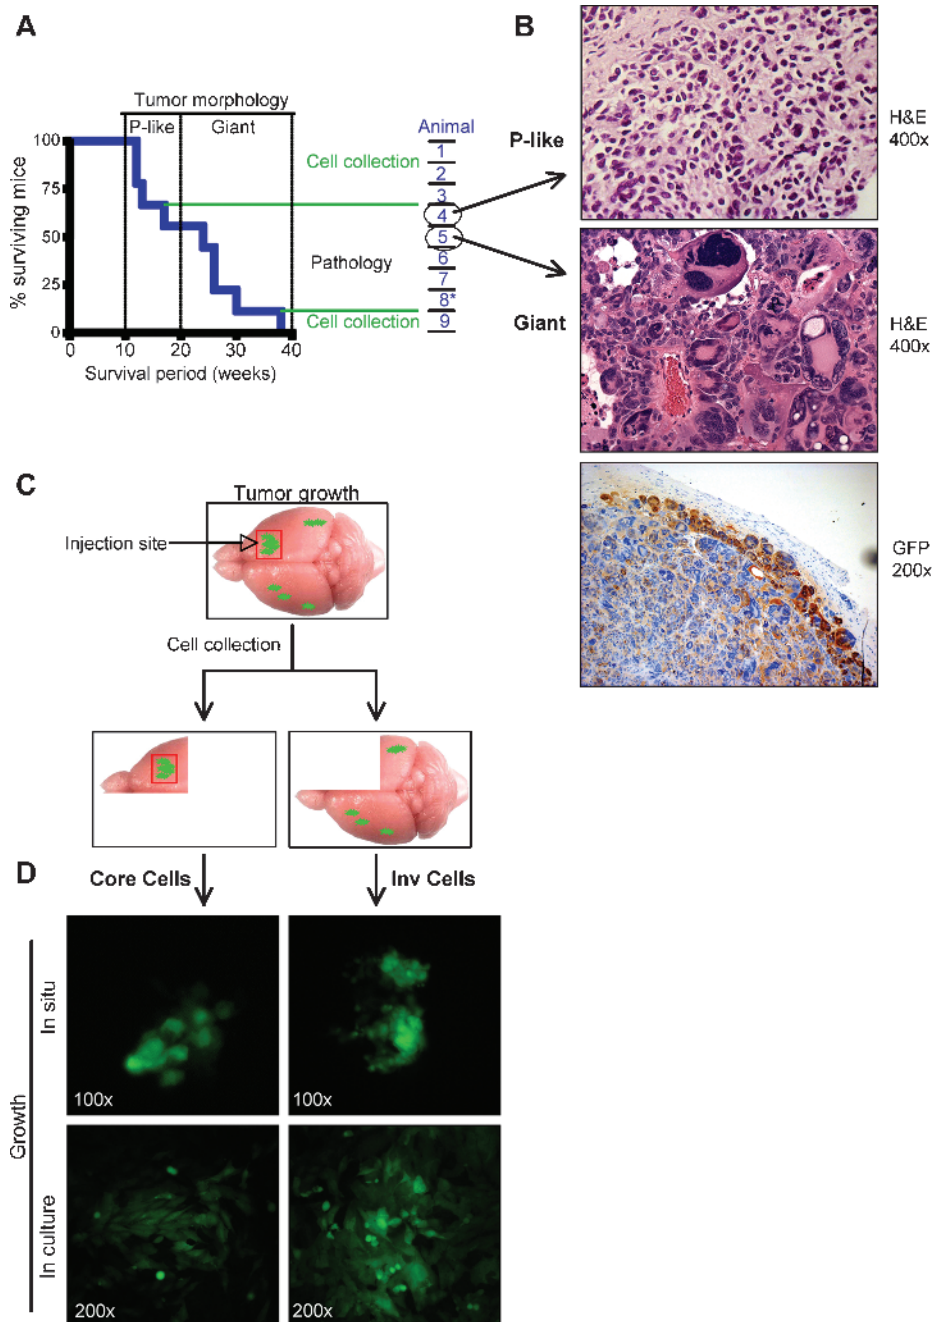 A
Tumor morphology
P-like
Giant
100
75
50
25
0
% surviving mice
0
10
20
30
40
Survival period (weeks)
Cell collection
Pathology
Cell collection
Animal
1
2
3
4
5
6
7
8*
9
B
P-like
H&E
400x
Giant
H&E
400x
GFP
200x
C
Tumor growth
Injection site
Cell collection
D
Core Cells
Inv Cells
Growth
In situ
100x
100x
In culture
200x
200x